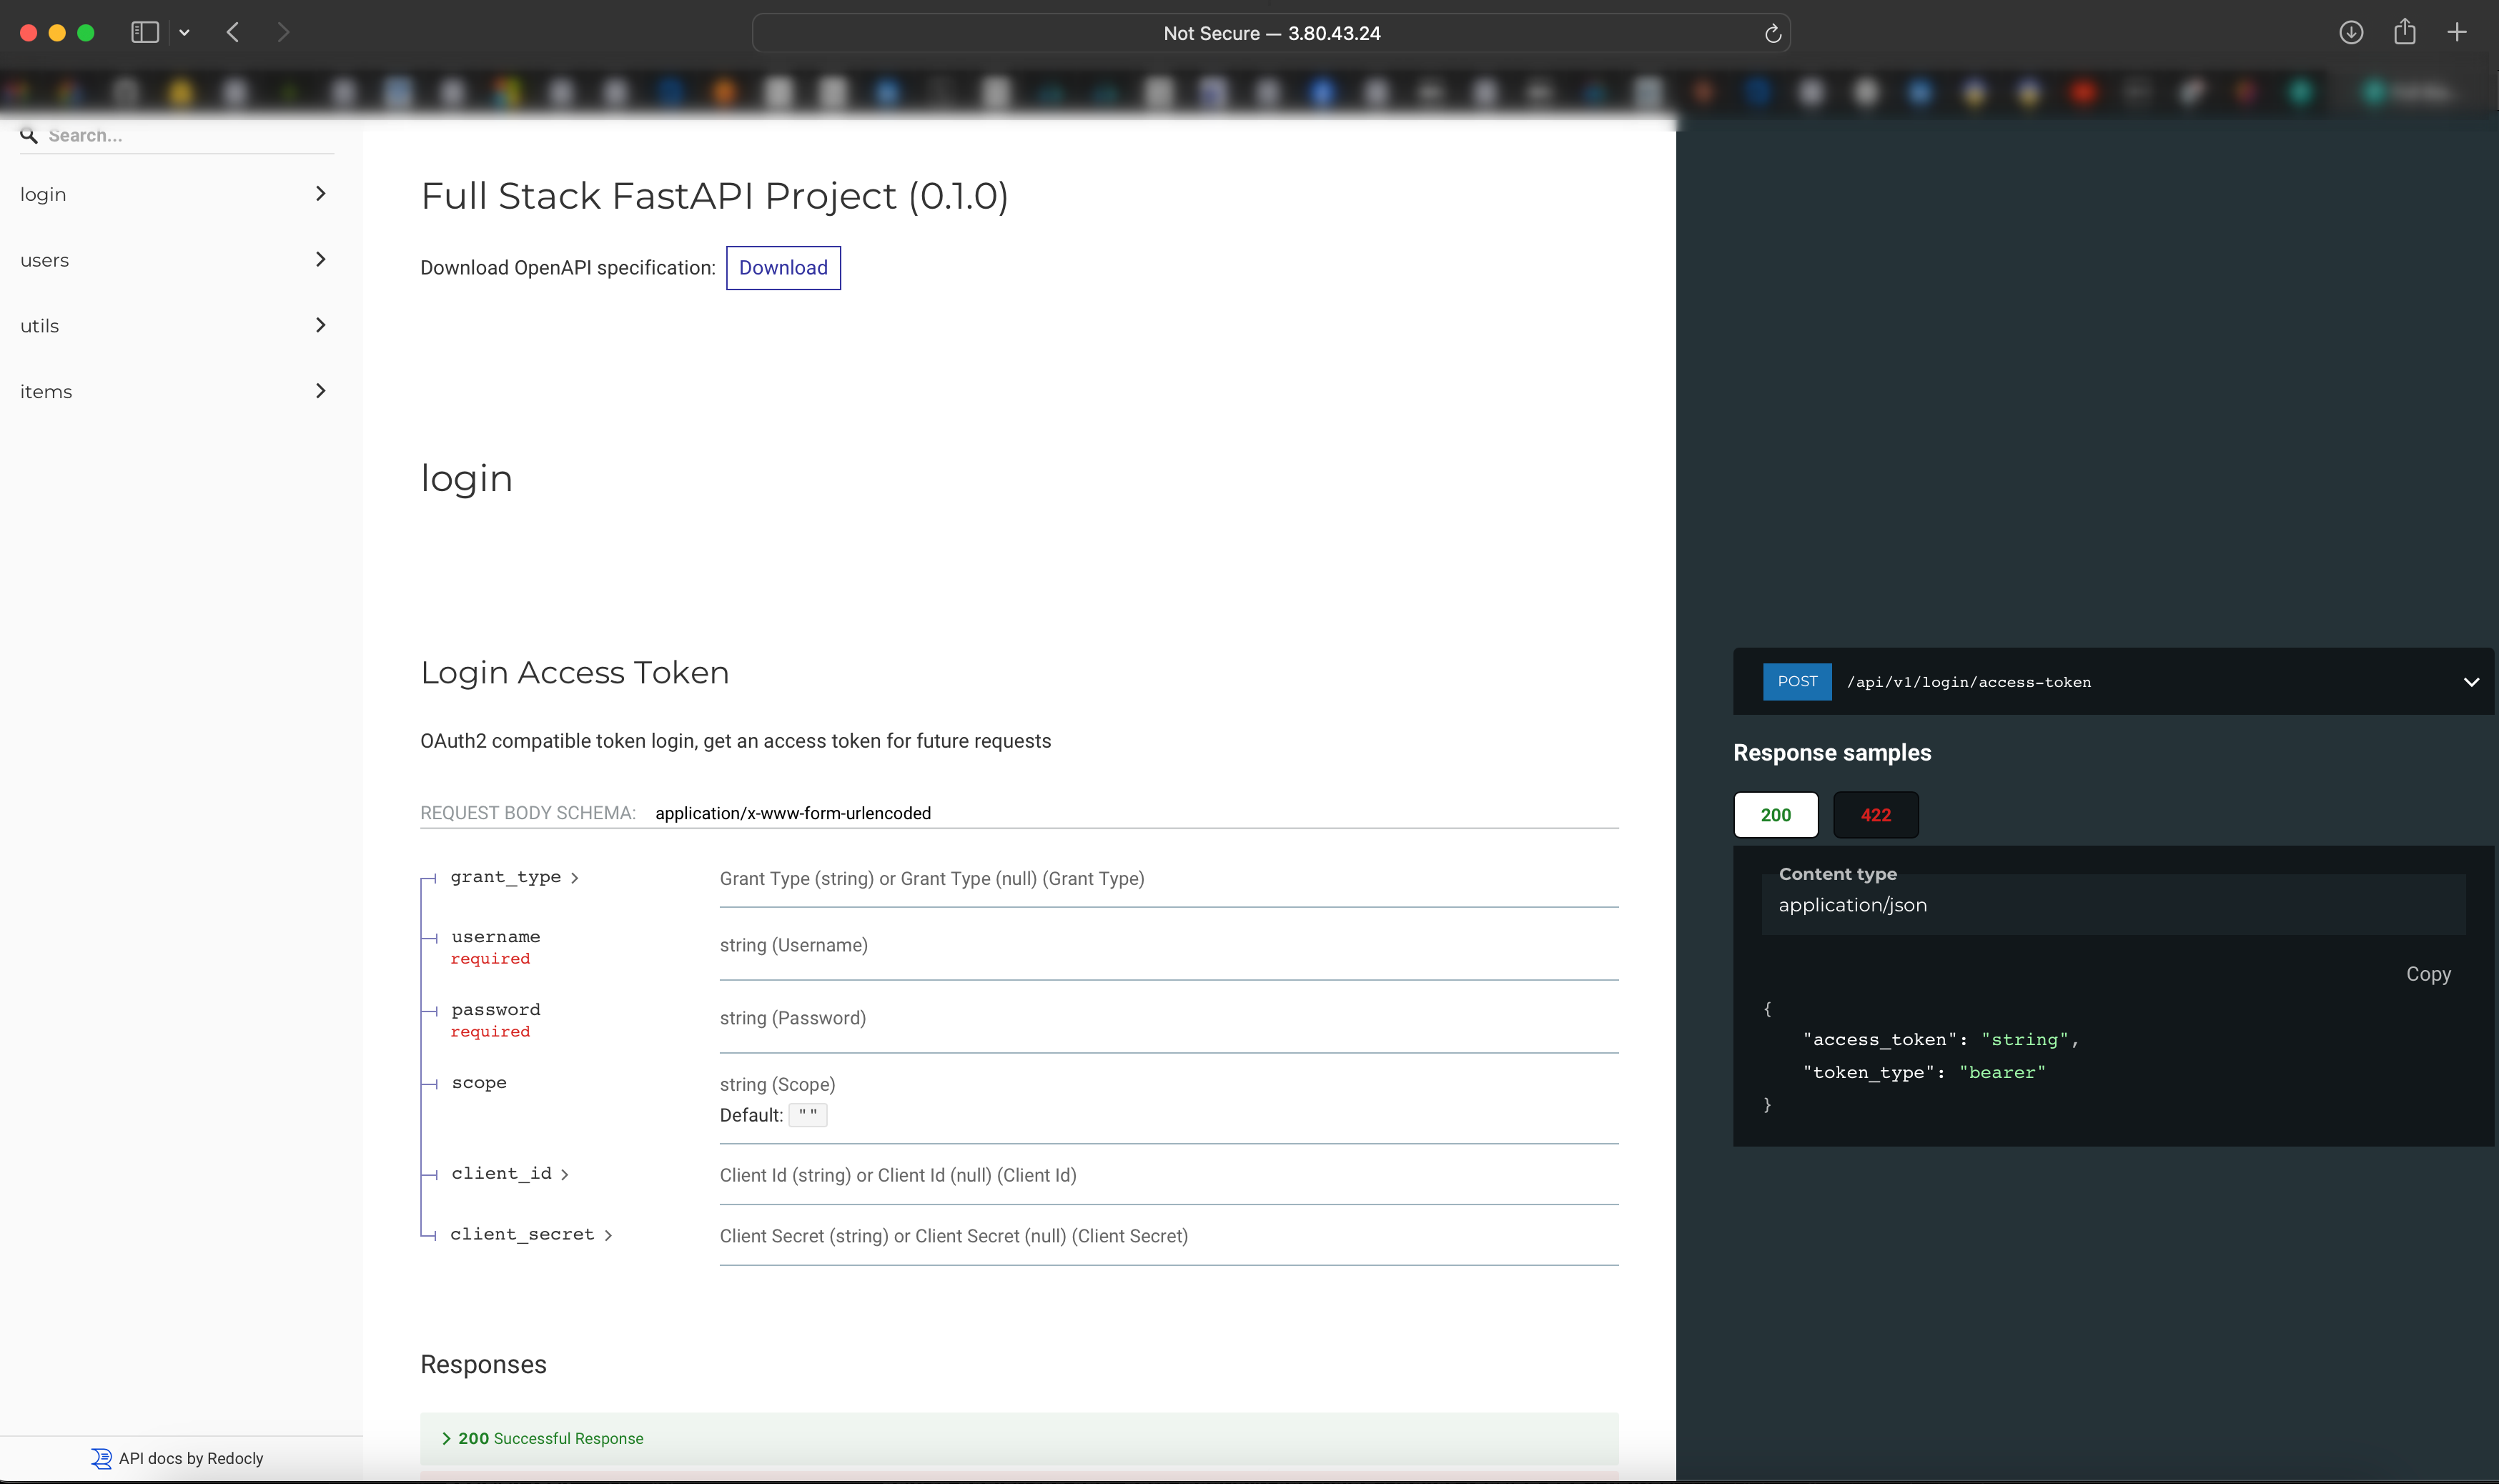 Not Secure — 3.80.43.24
Search...
login
users
utils
items
API docs by Redocly
Full Stack FastAPI Project (0.1.0)
Download OpenAPI specification: Download
login
Login Access Token
OAuth2 compatible token login, get an access token for future requests
REQUEST BODY SCHEMA: application/x-www-form-urlencoded
grant_type Grant Type (string) or Grant Type (null) (Grant Type)
username string (Username)
required
password string (Password)
required
scope string (Scope)
Default: ""
client_id Client Id (string) or Client Id (null) (Client Id)
client_secret Client Secret (string) or Client Secret (null) (Client Secret)
Responses
200 Successful Response
POST /api/v1/login/access-token
Response samples
200 422
Content type
application/json
Copy
{
"access_token": "string",
"token_type": "bearer"
}